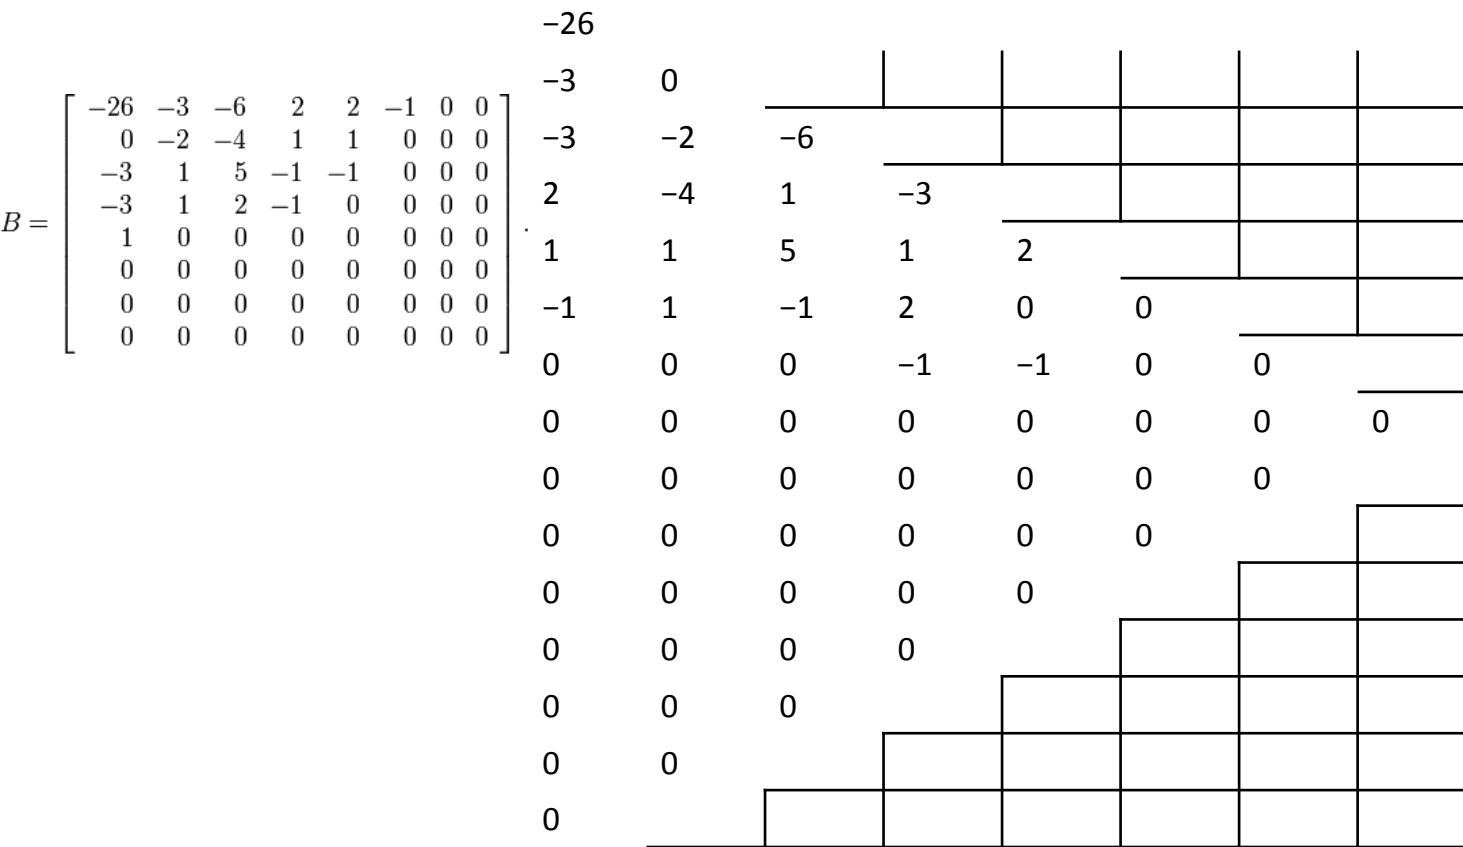 B = [ −26 −3 −6 2 2 −1 0 0
0 −2 −4 1 1 0 0 0
−3 1 5 −1 −1 0 0 0
−3 1 2 −1 0 0 0 0
1 0 0 0 0 0 0 0
0 0 0 0 0 0 0 0
0 0 0 0 0 0 0 0
0 0 0 0 0 0 0 0 ] .
−26
−3 0
−3 −2 −6
2 −4 1 −3
1 1 5 1 2
−1 1 −1 2 0 0
0 0 0 −1 −1 0 0
0 0 0 0 0 0 0 0
0 0 0 0 0 0 0
0 0 0 0 0 0
0 0 0 0 0
0 0 0 0
0 0 0
0 0
0